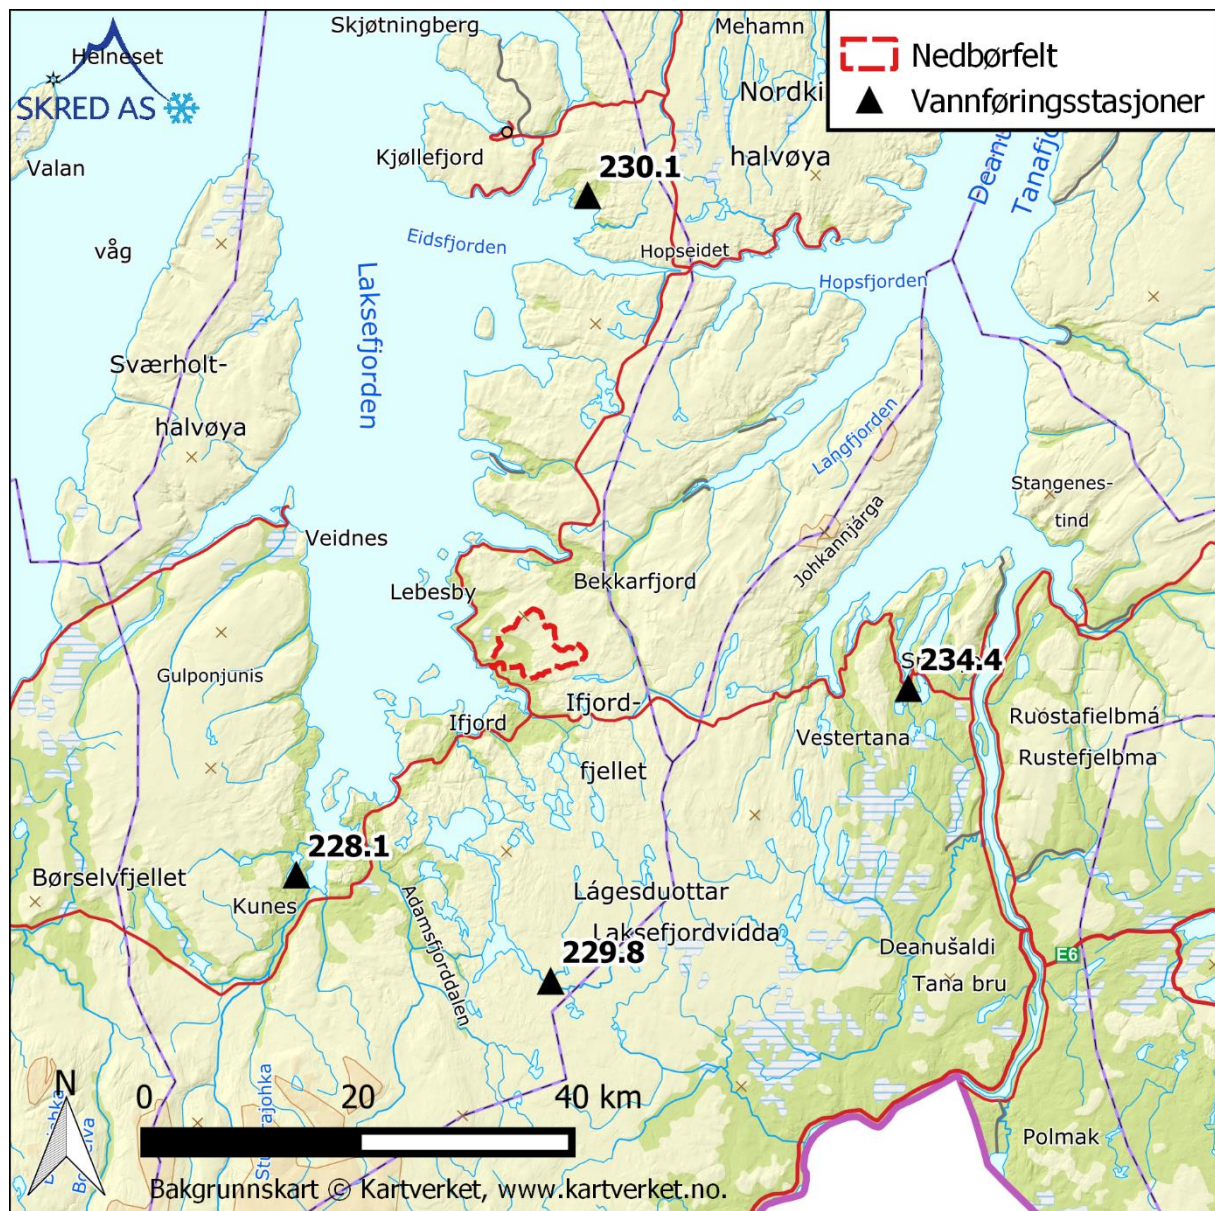 Skjøtningberg
Mehamn
Nedbørfelt
Vannføringsstasjoner
Helneset
SKRED AS
Valan
Kjøllefjord
Nordki
halvøya
230.1
Tanafj
våg
Eidsfjorden
Hopseidet
Hopsfjorden
Laksefjorden
Sværholt-
halvøya
Langfjorden
Stangenes-
tind
Veidnes
Johkannjárga
Lebesby
Bekkarfjord
Gulponjunis
234.4
Ifjord-
fjellet
Ifjord
Vestertana
Ruostafielbmá
Rustefjelbma
228.1
Børselvfjellet
Kunes
Lágesduottar
Laksefjordvidda
Adamsfjorddalen
229.8
Deanušaldi
Tana bru
E6
N
0 20 40 km
Polmak
Bakgrunnskart © Kartverket, www.kartverket.no.